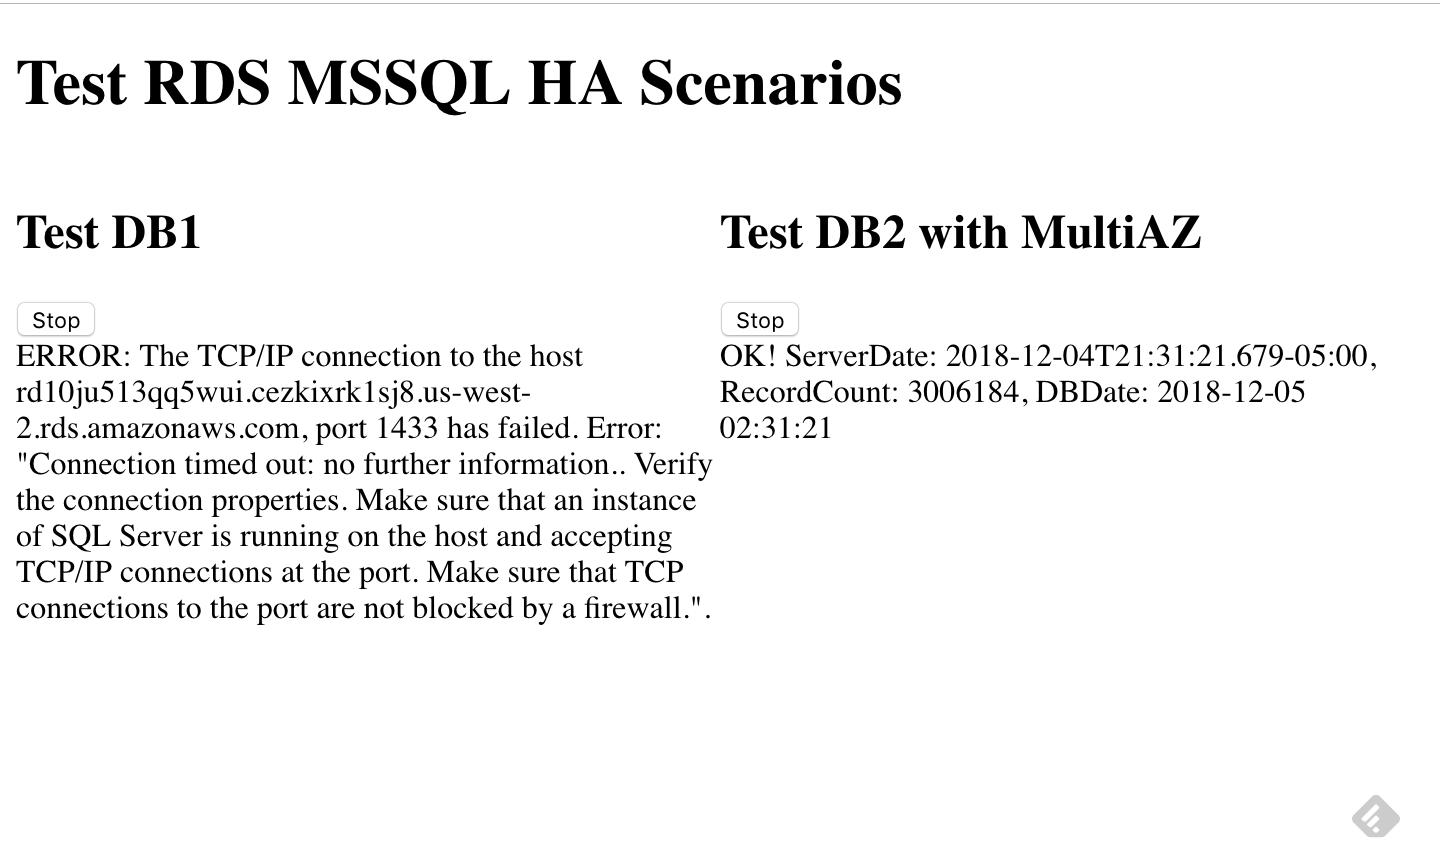 Test RDS MSSQL HA Scenarios
Test DB1
Stop
ERROR: The TCP/IP connection to the host
rd10ju513qq5wui.cezkixrk1sj8.us-west-
2.rds.amazonaws.com, port 1433 has failed. Error:
"Connection timed out: no further information.. Verify
the connection properties. Make sure that an instance
of SQL Server is running on the host and accepting
TCP/IP connections at the port. Make sure that TCP
connections to the port are not blocked by a firewall.".
Test DB2 with MultiAZ
Stop
OK! ServerDate: 2018-12-04T21:31:21.679-05:00,
RecordCount: 3006184, DBDate: 2018-12-05
02:31:21